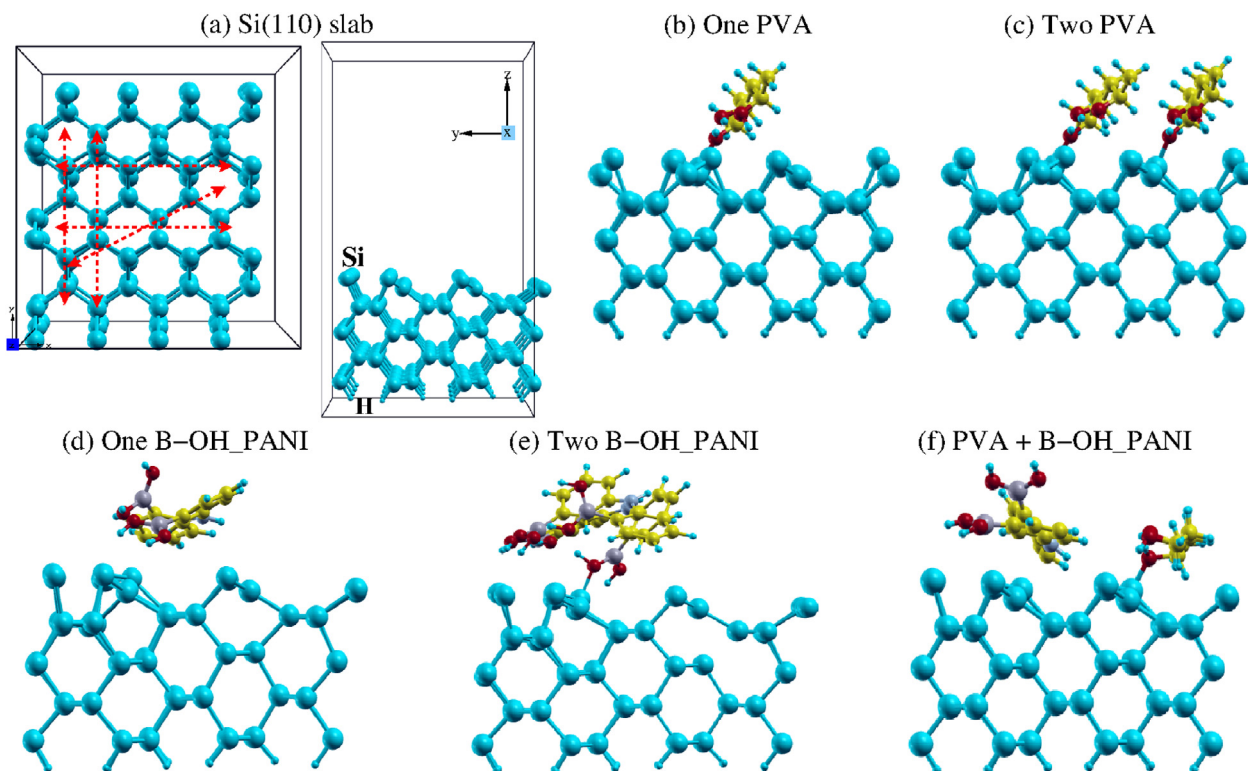 (a) Si(110) slab
(b) One PVA
(c) Two PVA
z
y
x
Si
H
Y
x
(d) One B−OH_PANI
(e) Two B−OH_PANI
(f) PVA + B−OH_PANI